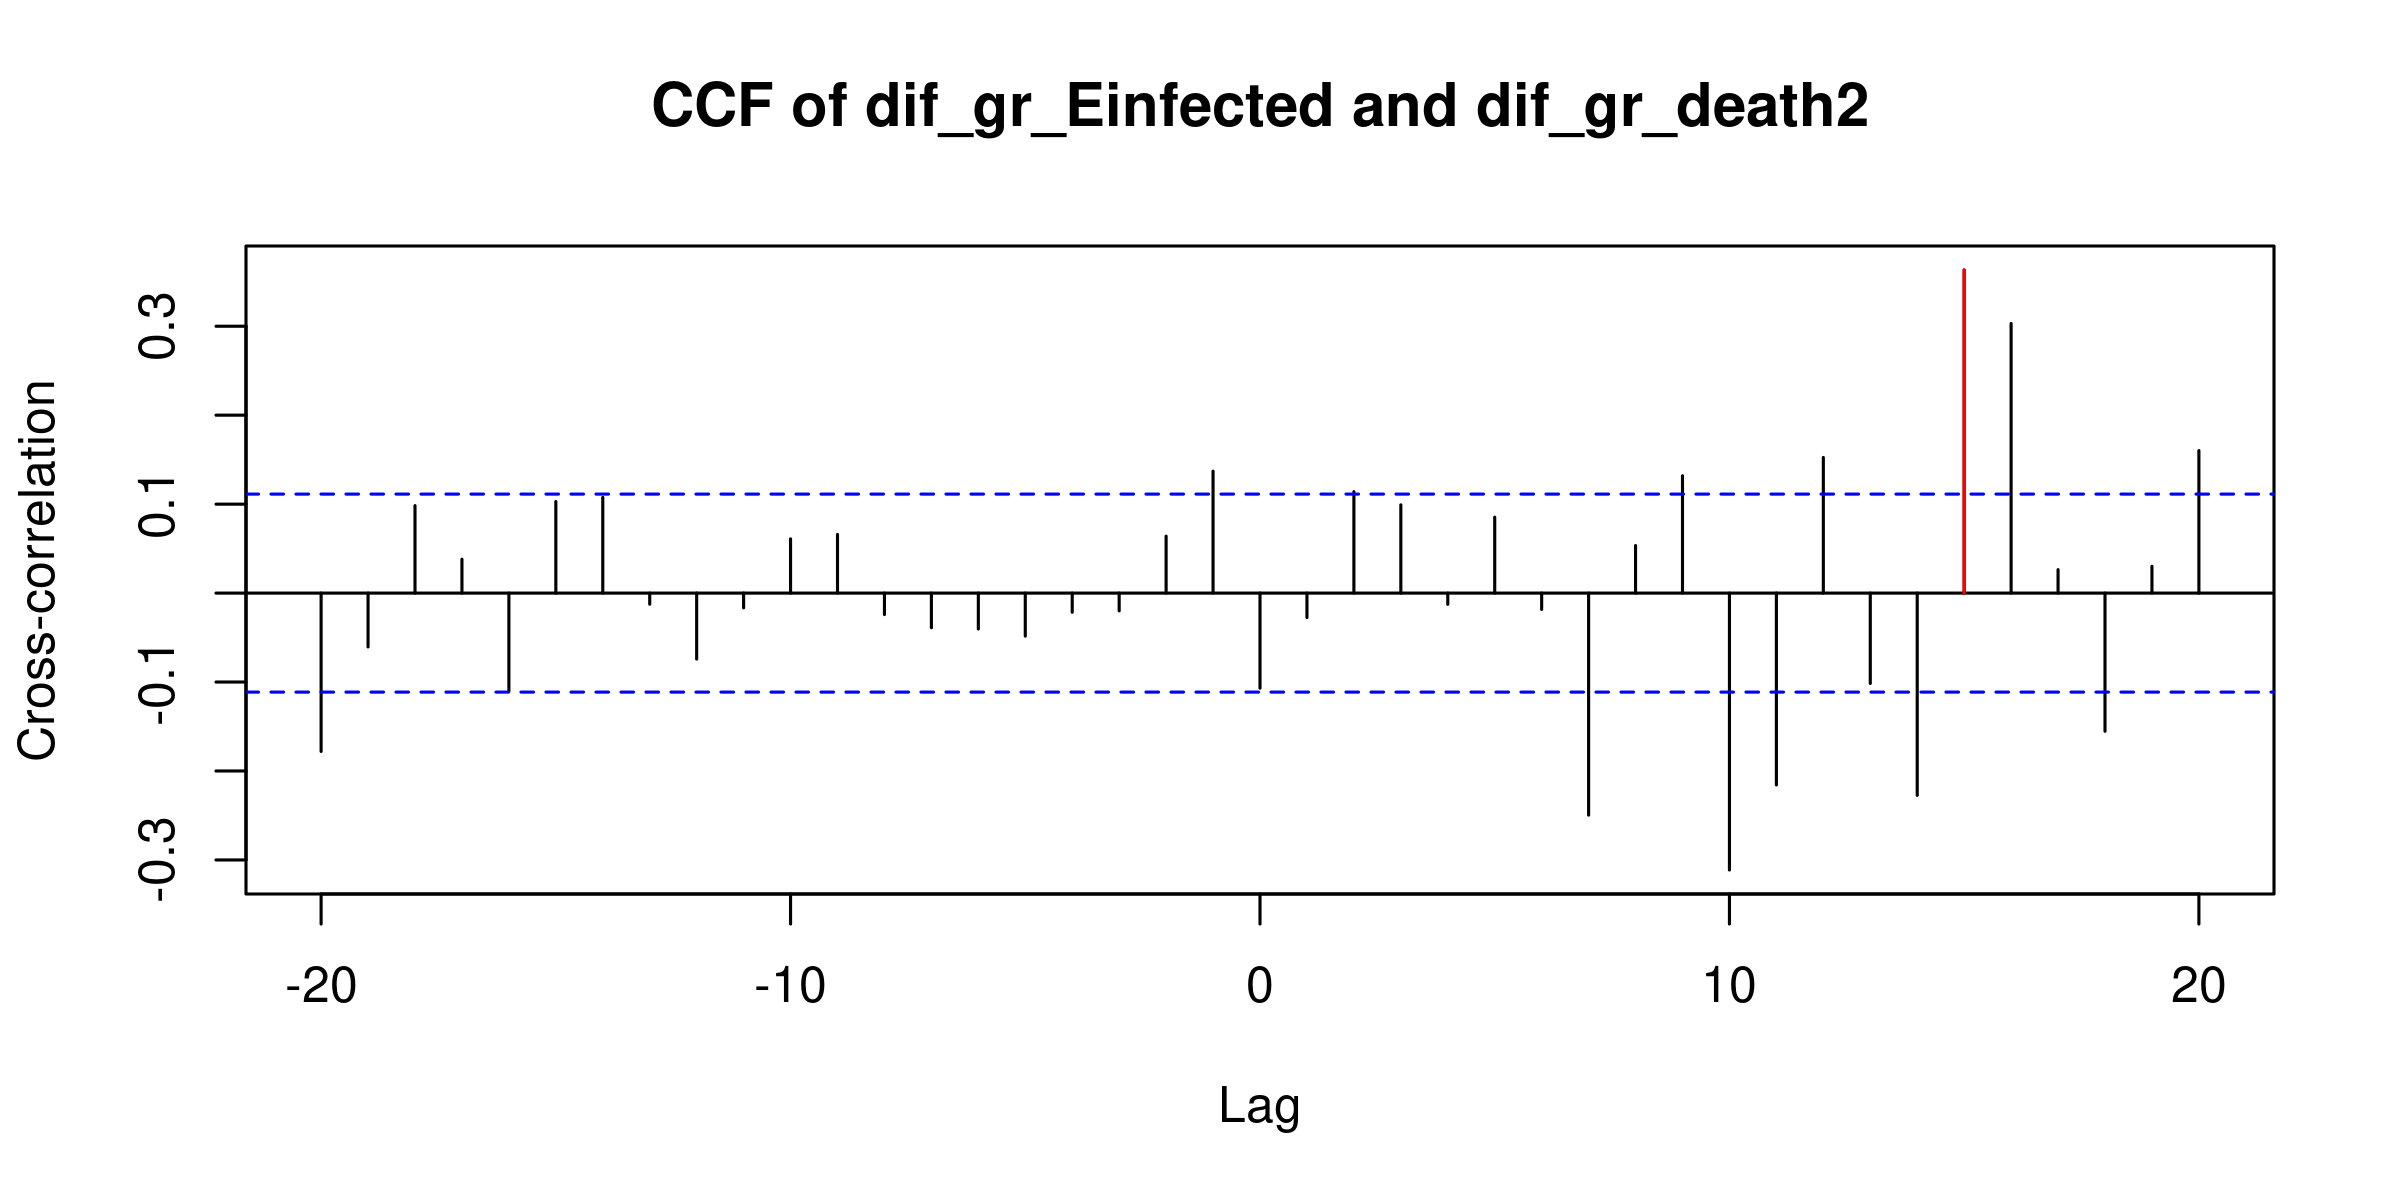 CCF of dif_gr_Einfected and dif_gr_death2
Cross-correlation
0.3
0.1
-0.1
-0.3
-20 -10 0 10 20
Lag